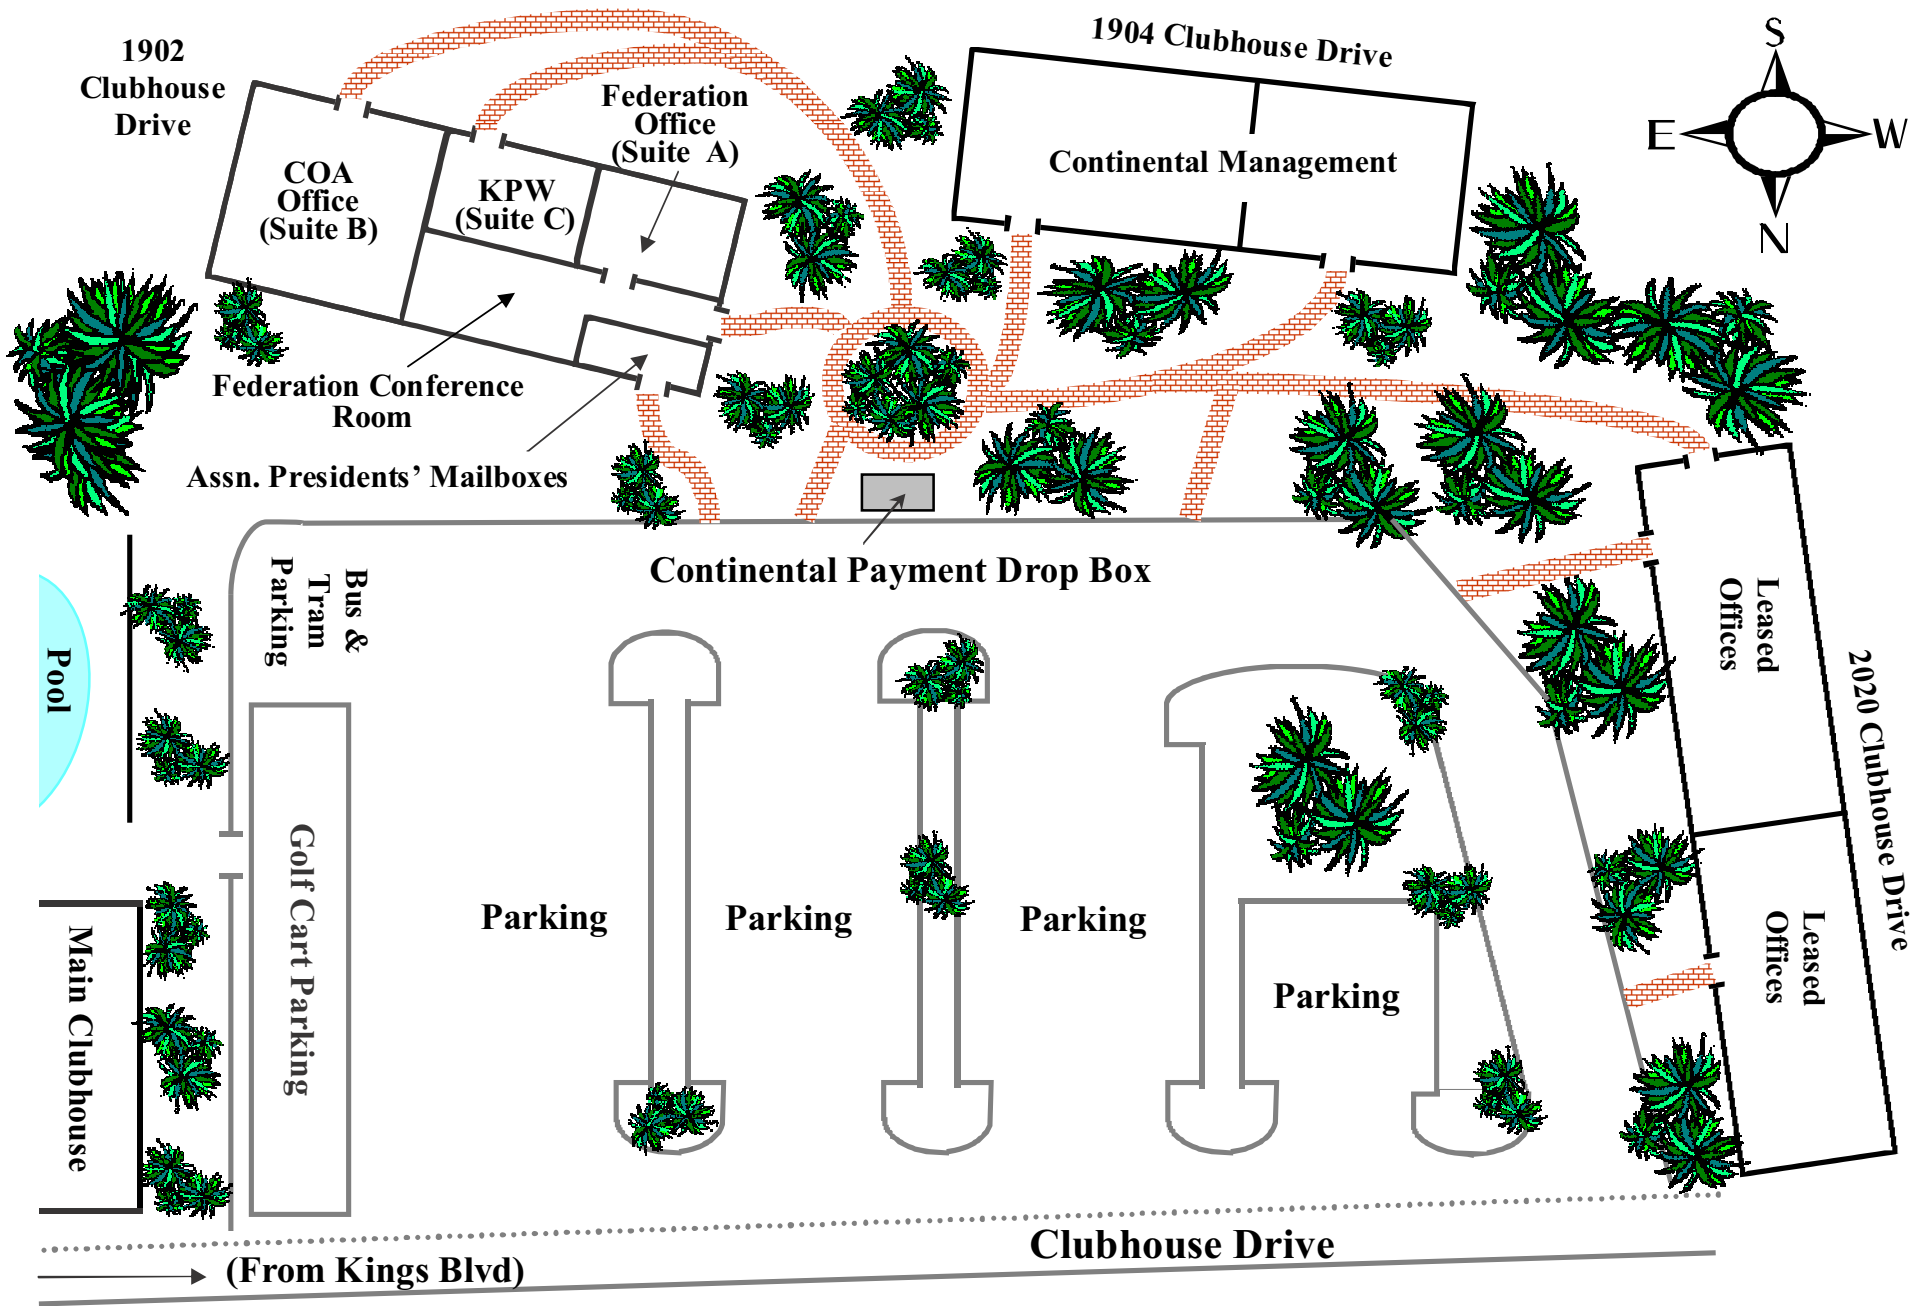 1902
Clubhouse
Drive
1904 Clubhouse Drive
S
E
W
N
Federation
Office
(Suite A)
COA
Office
(Suite B)
KPW
(Suite C)
Continental Management
Federation Conference
Room
Assn. Presidents' Mailboxes
Continental Payment Drop Box
Bus &
Tram
Parking
Pool
Leased
Offices
2020 Clubhouse Drive
Golf Cart Parking
Main Clubhouse
Parking
Parking
Parking
Parking
Leased
Offices
Clubhouse Drive
(From Kings Blvd)